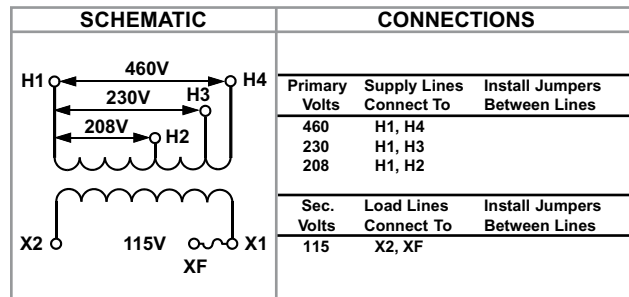 SCHEMATIC
CONNECTIONS
H1
460V
H4
230V
H3
208V
H2
X2
115V
X1
XF
Primary Supply Lines Install Jumpers
Volts Connect To Between Lines
460 H1, H4
230 H1, H3
208 H1, H2
Sec. Load Lines Install Jumpers
Volts Connect To Between Lines
115 X2, XF